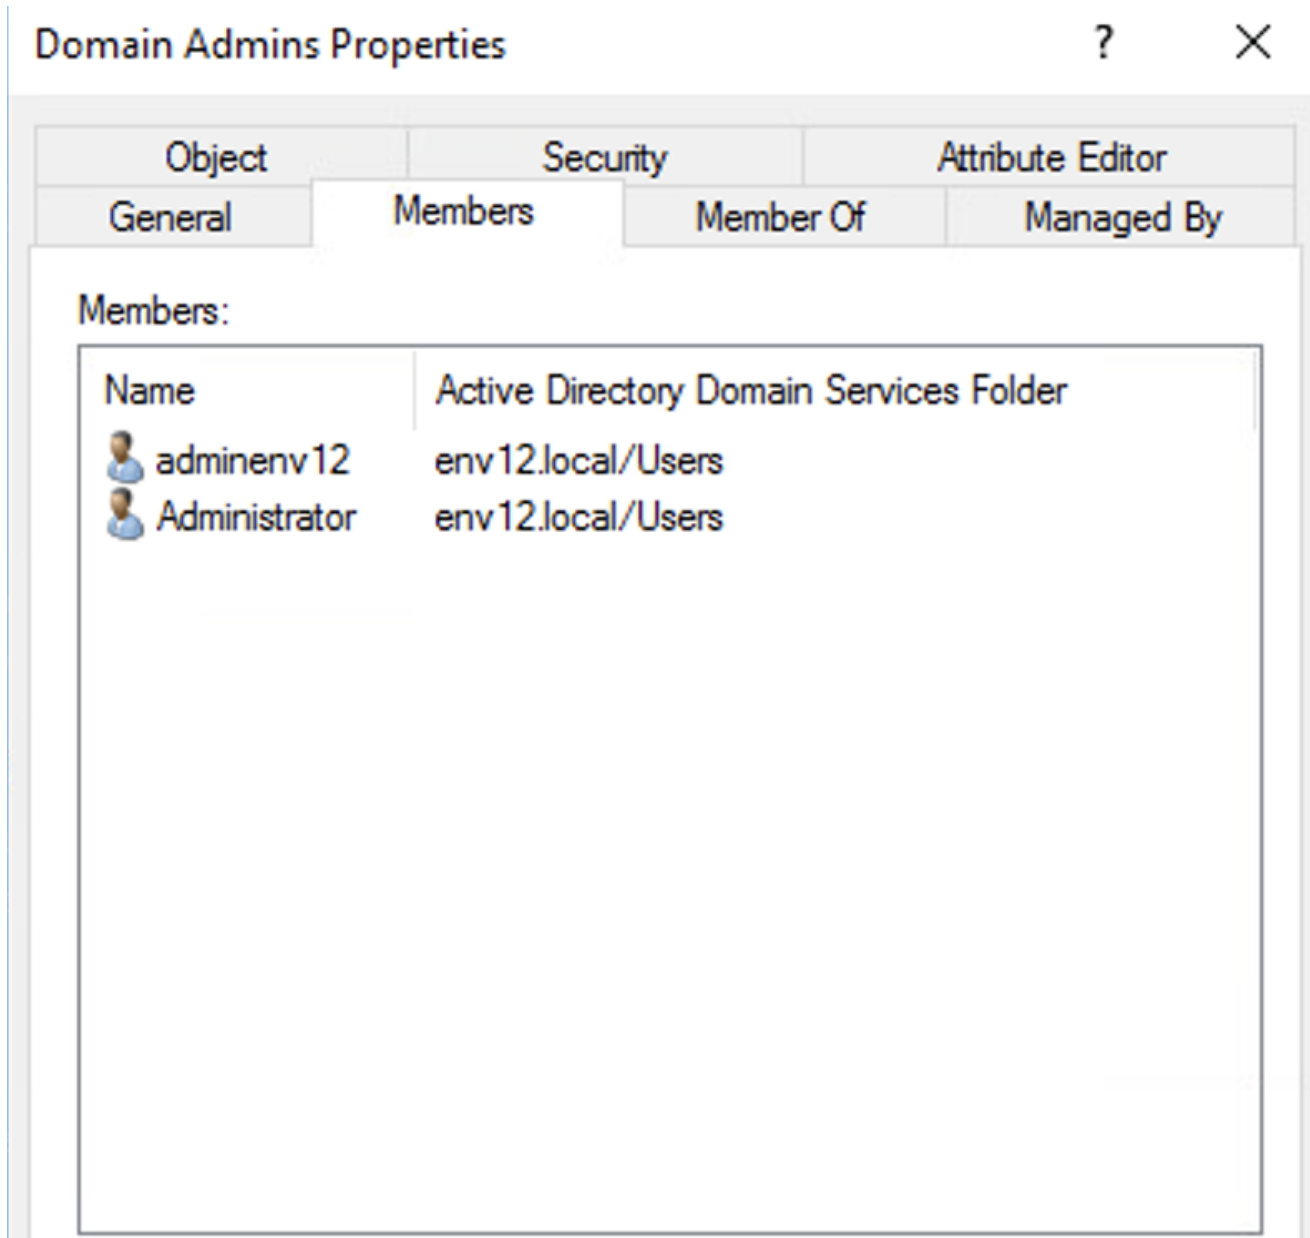 Domain Admins Properties ?
Object Security Attribute Editor
General Members Member Of Managed By
Members:
Name Active Directory Domain Services Folder
adminenv12 env12.local/Users
Administrator env12.local/Users